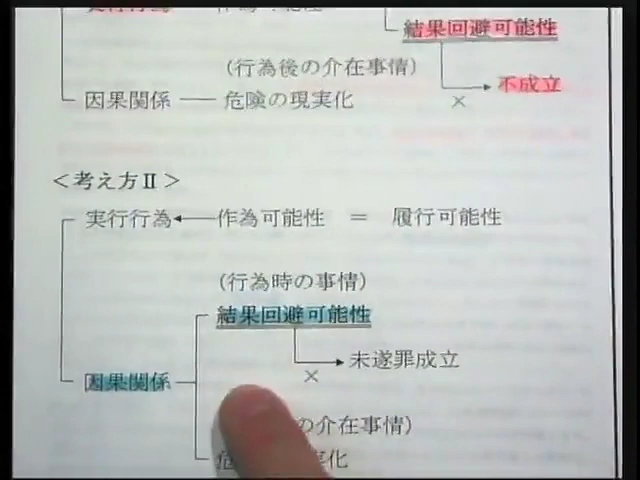 結果回避可能性
(行為後の介在事情)
不成立
因果関係 ── 危険の現実化
×
<考え方Ⅱ>
実行行為←──作為可能性 = 履行可能性
(行為時の事情)
結果回避可能性
未遂罪成立
×
因果関係
の介在事情)
化